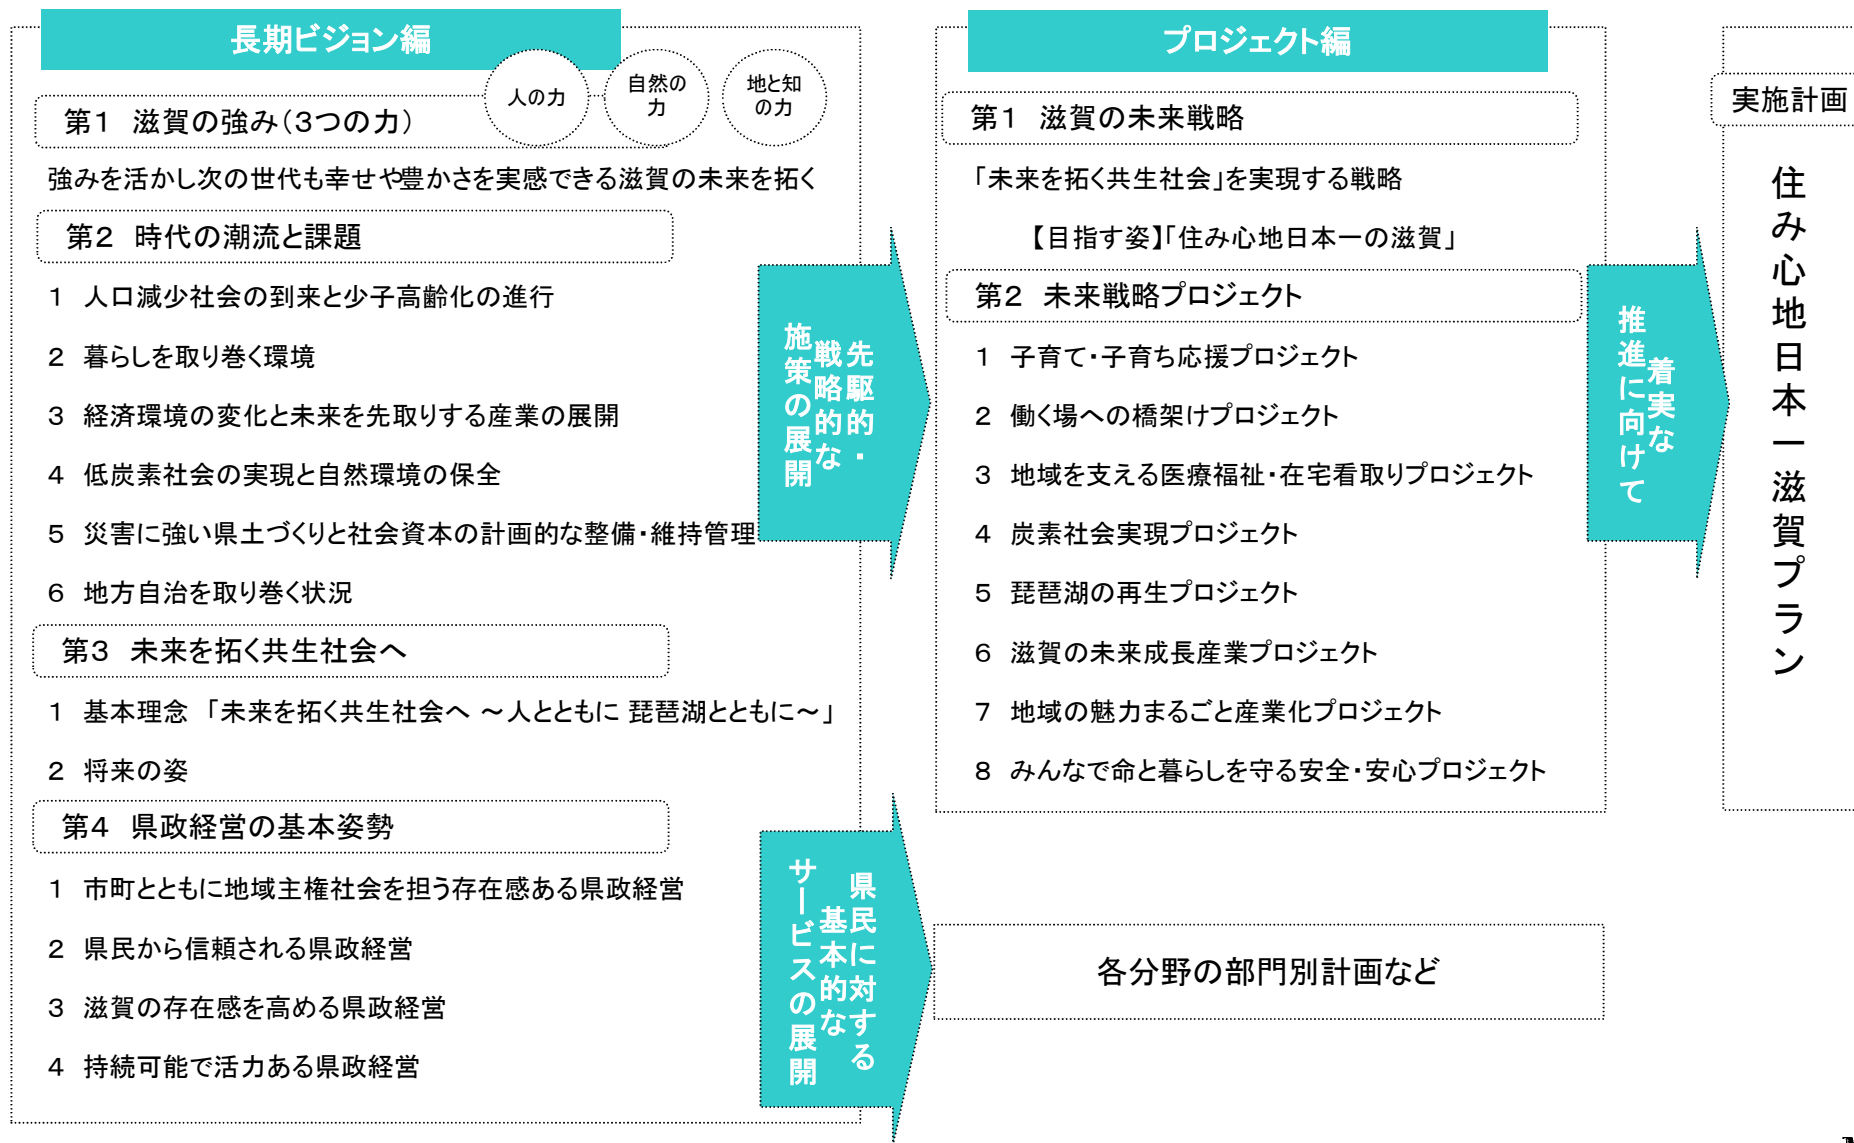 長期ビジョン編
人の力
自然の
力
地と知
の力
第1 滋賀の強み(3つの力)
強みを活かし次の世代も幸せや豊かさを実感できる滋賀の未来を拓く
第2 時代の潮流と課題
1 人口減少社会の到来と少子高齢化の進行
2 暮らしを取り巻く環境
3 経済環境の変化と未来を先取りする産業の展開
4 低炭素社会の実現と自然環境の保全
5 災害に強い県土づくりと社会資本の計画的な整備・維持管理
6 地方自治を取り巻く状況
第3 未来を拓く共生社会へ
1 基本理念 「未来を拓く共生社会へ ~人とともに 琵琶湖とともに~」
2 将来の姿
第4 県政経営の基本姿勢
1 市町とともに地域主権社会を担う存在感ある県政経営
2 県民から信頼される県政経営
3 滋賀の存在感を高める県政経営
4 持続可能で活力ある県政経営
先駆的・
戦略的な
施策の展開
県民に対する
基本的な
サービスの展開
プロジェクト編
第1 滋賀の未来戦略
「未来を拓く共生社会」を実現する戦略
【目指す姿】「住み心地日本一の滋賀」
第2 未来戦略プロジェクト
1 子育て・子育ち応援プロジェクト
2 働く場への橋架けプロジェクト
3 地域を支える医療福祉・在宅看取りプロジェクト
4 炭素社会実現プロジェクト
5 琵琶湖の再生プロジェクト
6 滋賀の未来成長産業プロジェクト
7 地域の魅力まるごと産業化プロジェクト
8 みんなで命と暮らしを守る安全・安心プロジェクト
各分野の部門別計画など
着実な
推進に向けて
実施計画
住み心地日本一滋賀プラン